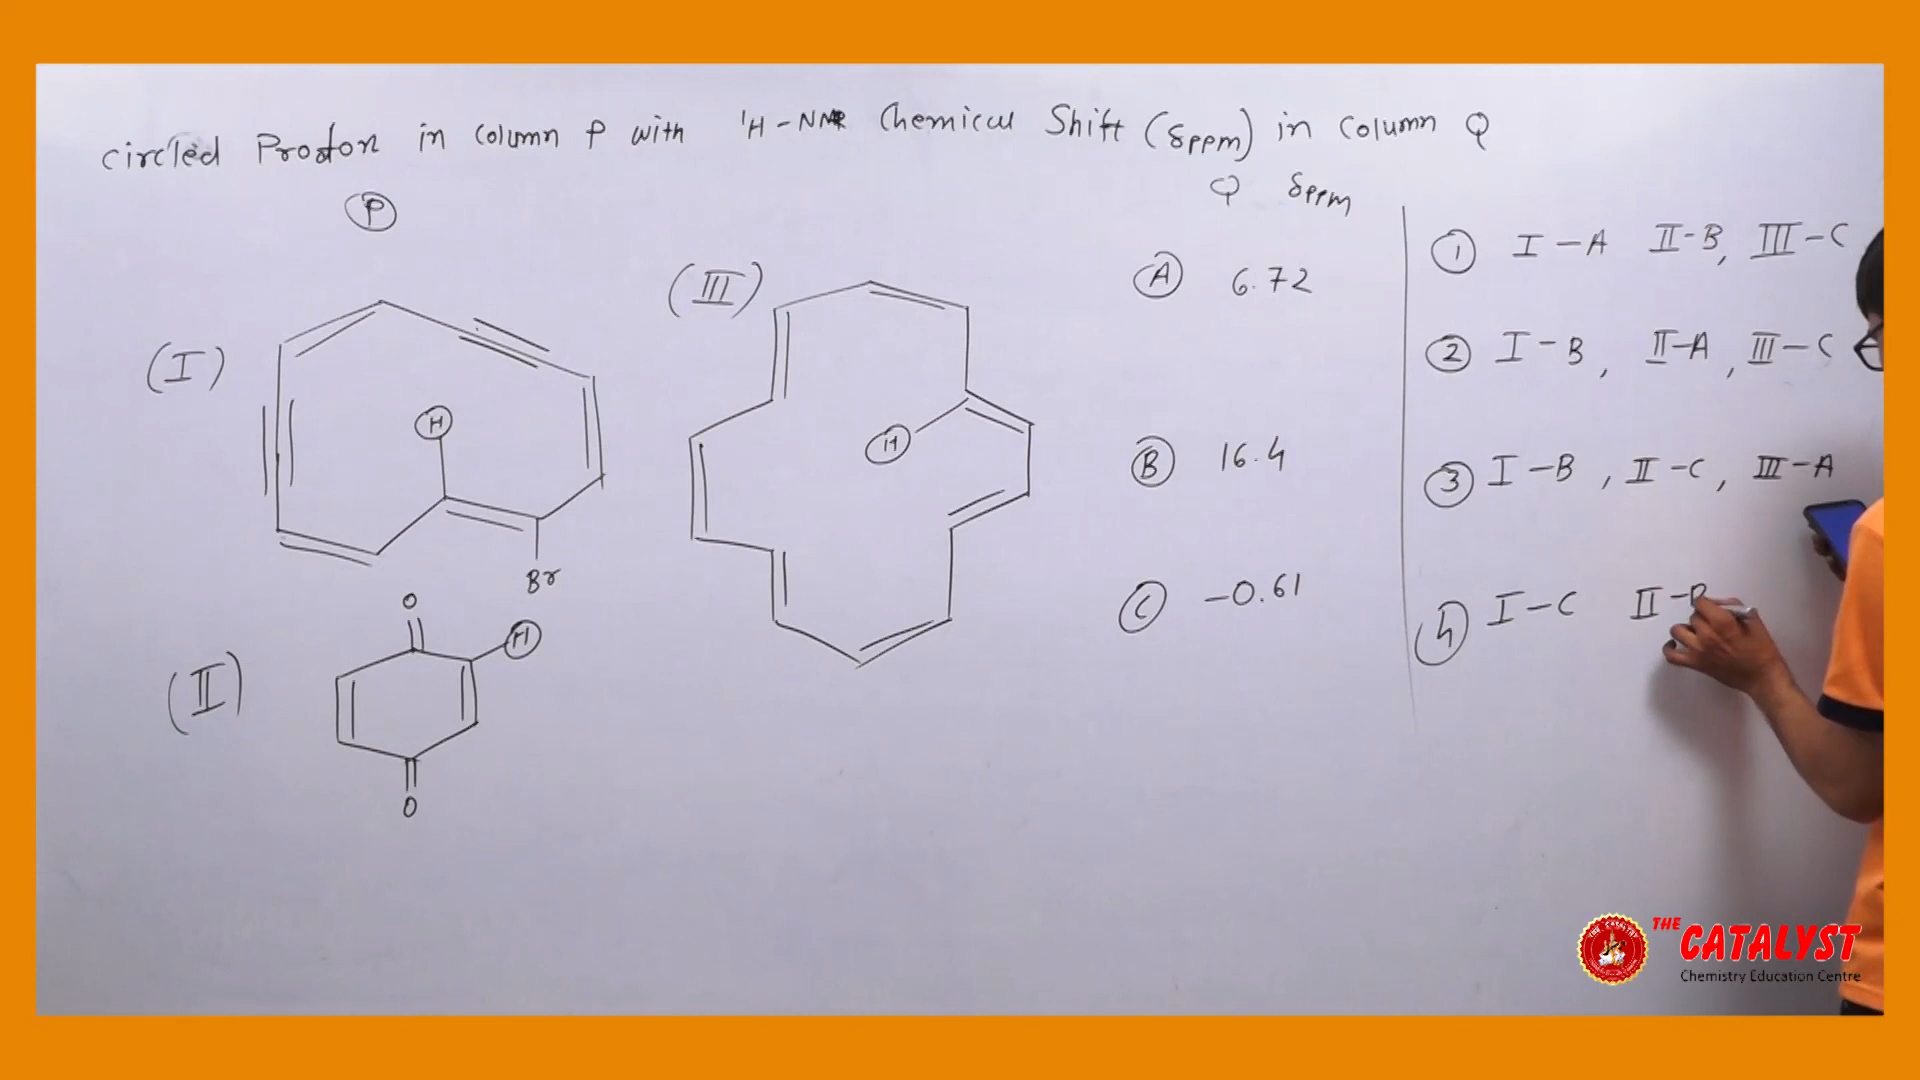 circled Proton in column P with ¹H-NMR Chemical Shift (δppm) in column Q
P
Q δppm
(I)
H
Br
(III)
H
(II)
O
H
O
A 6.72
B 16.4
C -0.61
1 I-A II-B, III-C
2 I-B, II-A, III-C
3 I-B, II-C, III-A
4 I-C II-
THE
CATALYST
Chemistry Education Centre